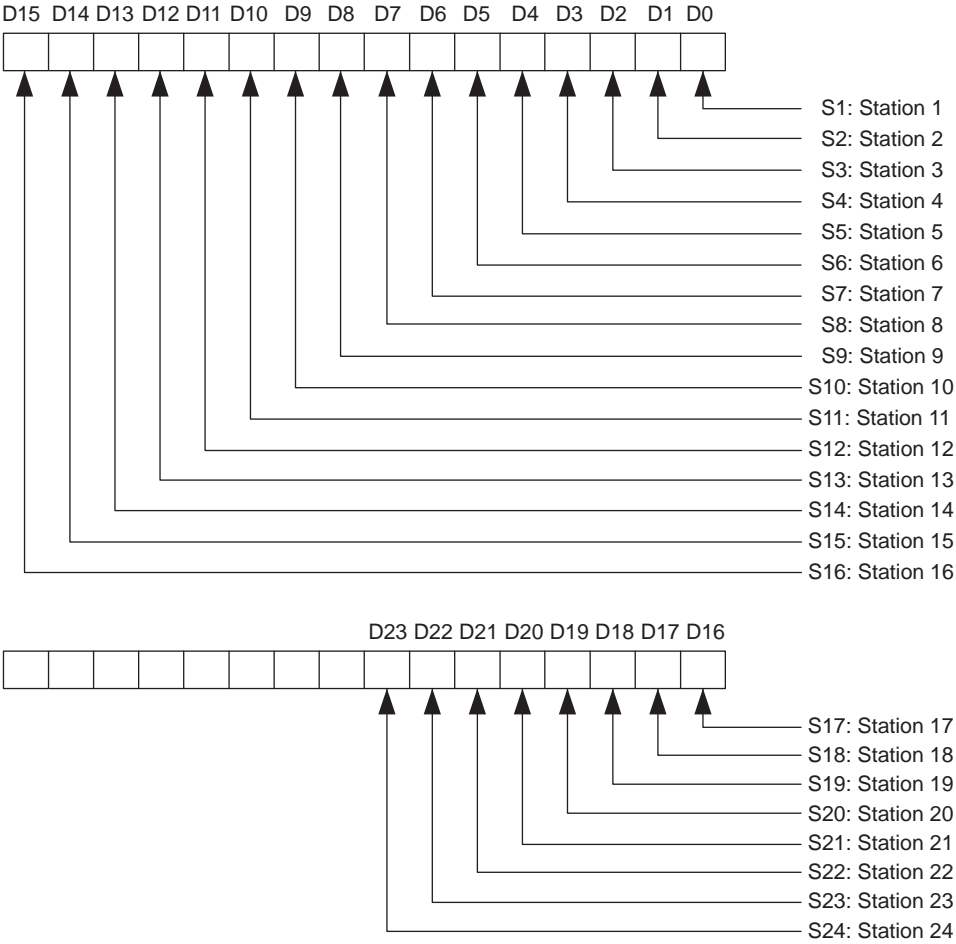 D15 D14 D13 D12 D11 D10 D9 D8 D7 D6 D5 D4 D3 D2 D1 D0
S1: Station 1
S2: Station 2
S3: Station 3
S4: Station 4
S5: Station 5
S6: Station 6
S7: Station 7
S8: Station 8
S9: Station 9
S10: Station 10
S11: Station 11
S12: Station 12
S13: Station 13
S14: Station 14
S15: Station 15
S16: Station 16
D23 D22 D21 D20 D19 D18 D17 D16
S17: Station 17
S18: Station 18
S19: Station 19
S20: Station 20
S21: Station 21
S22: Station 22
S23: Station 23
S24: Station 24